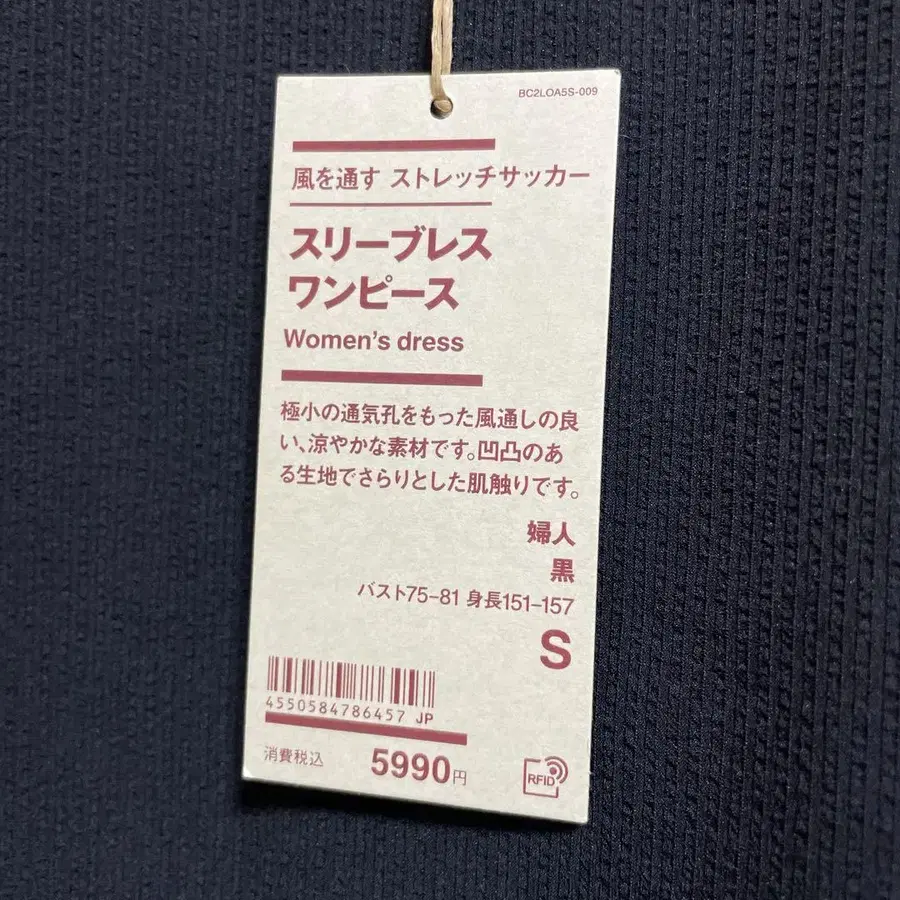 BC2LOA5S-009
風を通す ストレッチサッカー
スリーブレス
ワンピース
Women's dress
極小の通気孔をもった風通しの良
い、涼やかな素材です。凹凸のあ
る生地でさらりとした肌触りです。
婦人
黒
バスト75-81 身長151-157
S
4550584786457 JP
消費税込 5990円
RFID